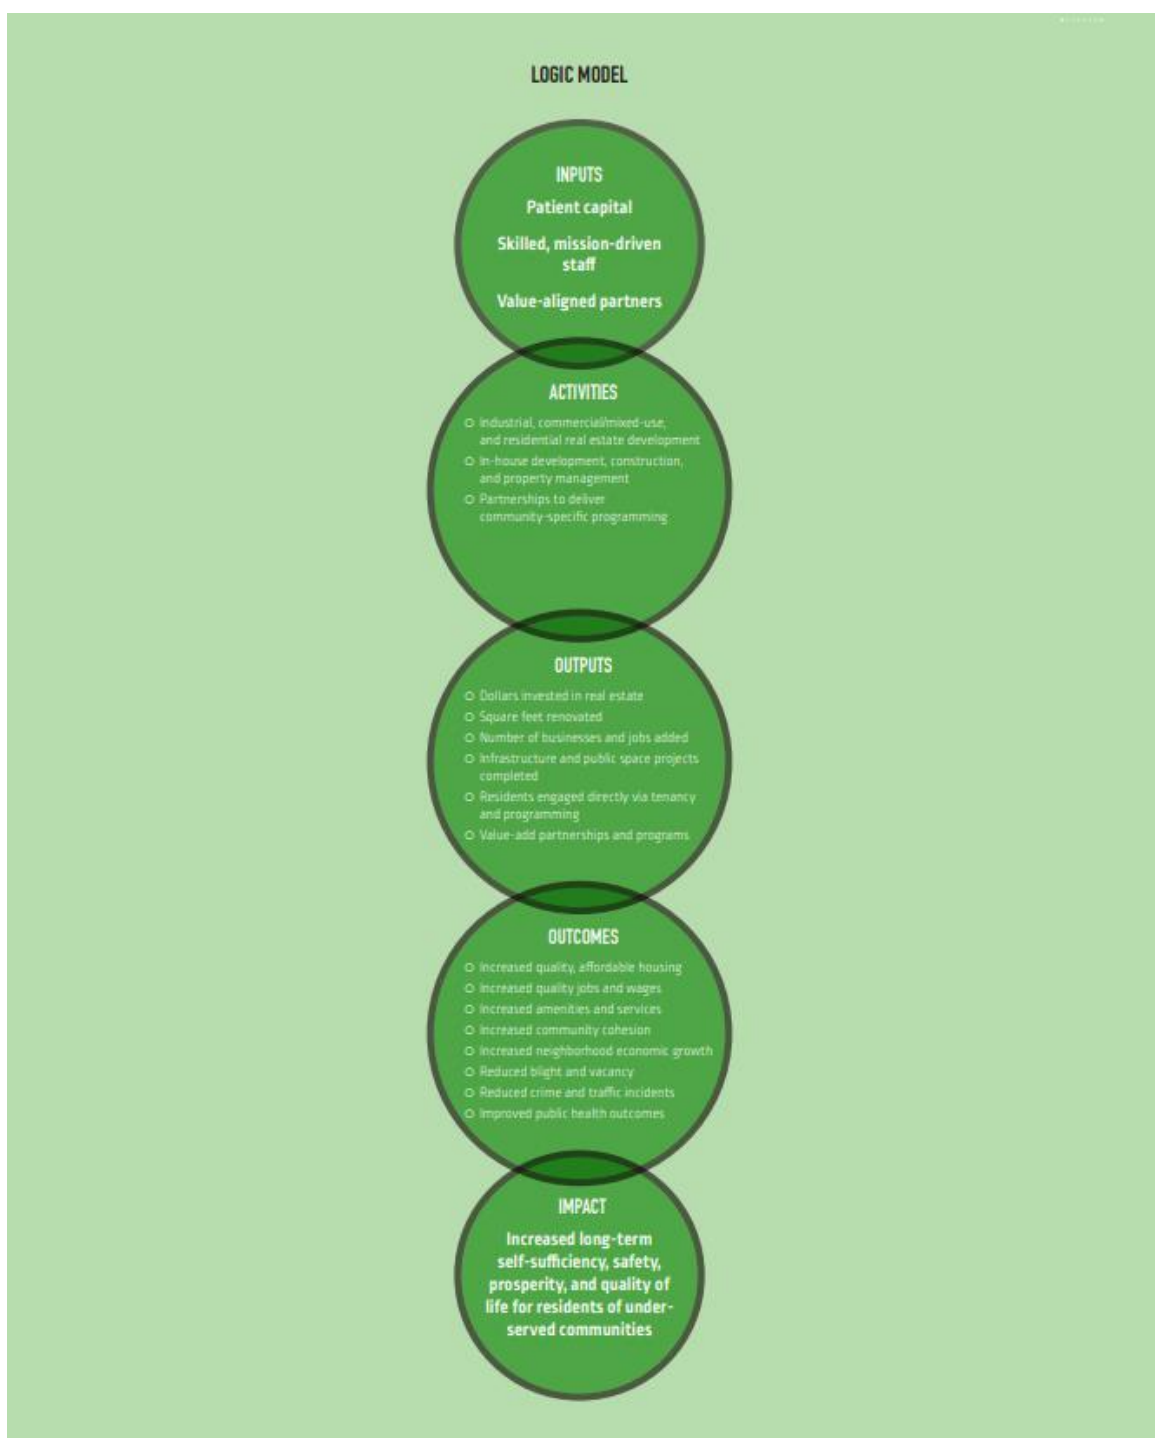 LOGIC MODEL
INPUTS
Patient capital
Skilled, mission-driven
staff
Value-aligned partners
ACTIVITIES
Industrial, commercial/mixed-use,
and residential real estate development
In-house development, construction,
and property management
Partnerships to deliver
community-specific programming
OUTPUTS
Dollars invested in real estate
Square feet renovated
Number of businesses and jobs added
Infrastructure and public space projects
completed
Residents engaged directly via tenancy
and programming
Value-add partnerships and programs
OUTCOMES
Increased quality, affordable housing
Increased quality jobs and wages
Increased amenities and services
Increased community cohesion
Increased neighborhood economic growth
Reduced blight and vacancy
Reduced crime and traffic incidents
Improved public health outcomes
IMPACT
Increased long-term
self-sufficiency, safety,
prosperity, and quality of
life for residents of under-
served communities